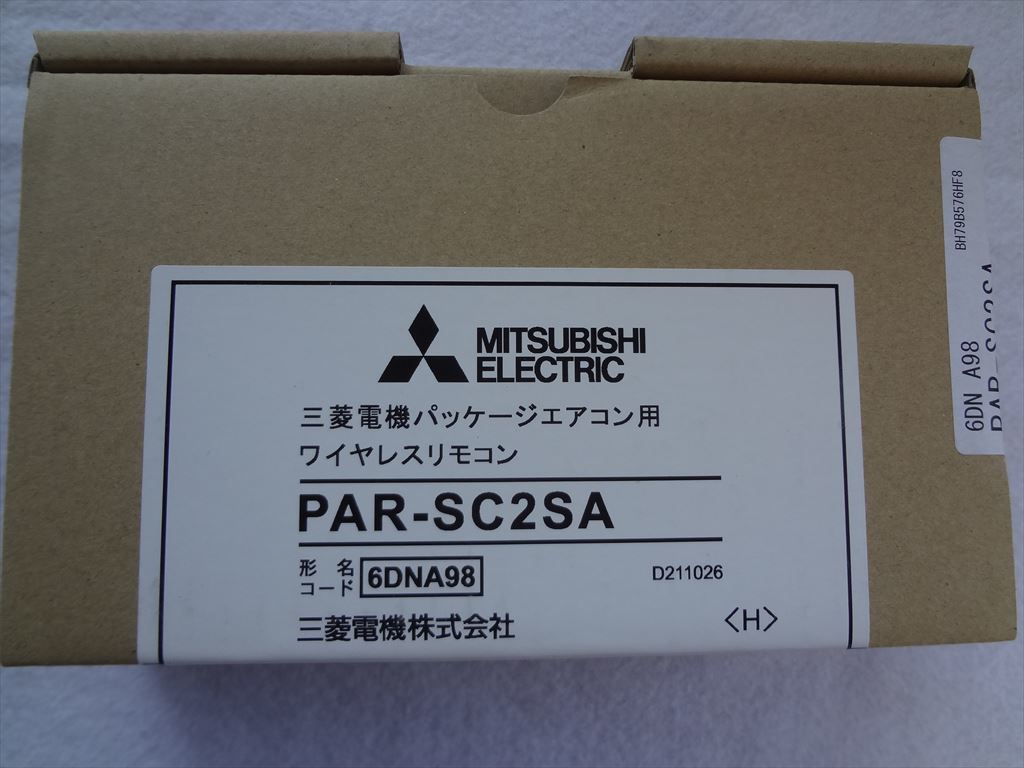 MITSUBISHI
ELECTRIC
三菱電機パッケージエアコン用
ワイヤレスリモコン
PAR-SC2SA
形名
コード 6DNA98
D211026
三菱電機株式会社
〈H〉
BH79B576HF8
6DN A98